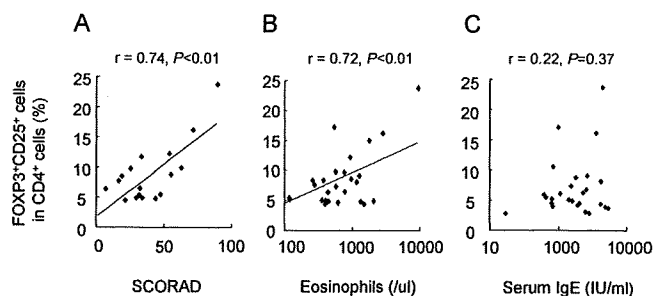 A B C
r = 0.74, P<0.01 r = 0.72, P<0.01 r = 0.22, P=0.37
FOXP3+CD25+ cells
in CD4+ cells (%)
25 25 25
20 20 20
15 15 15
10 10 10
5 5 5
0 0 0
0 50 100 100 1000 10000 10 1000 10000
SCORAD Eosinophils (/ul) Serum IgE (IU/ml)